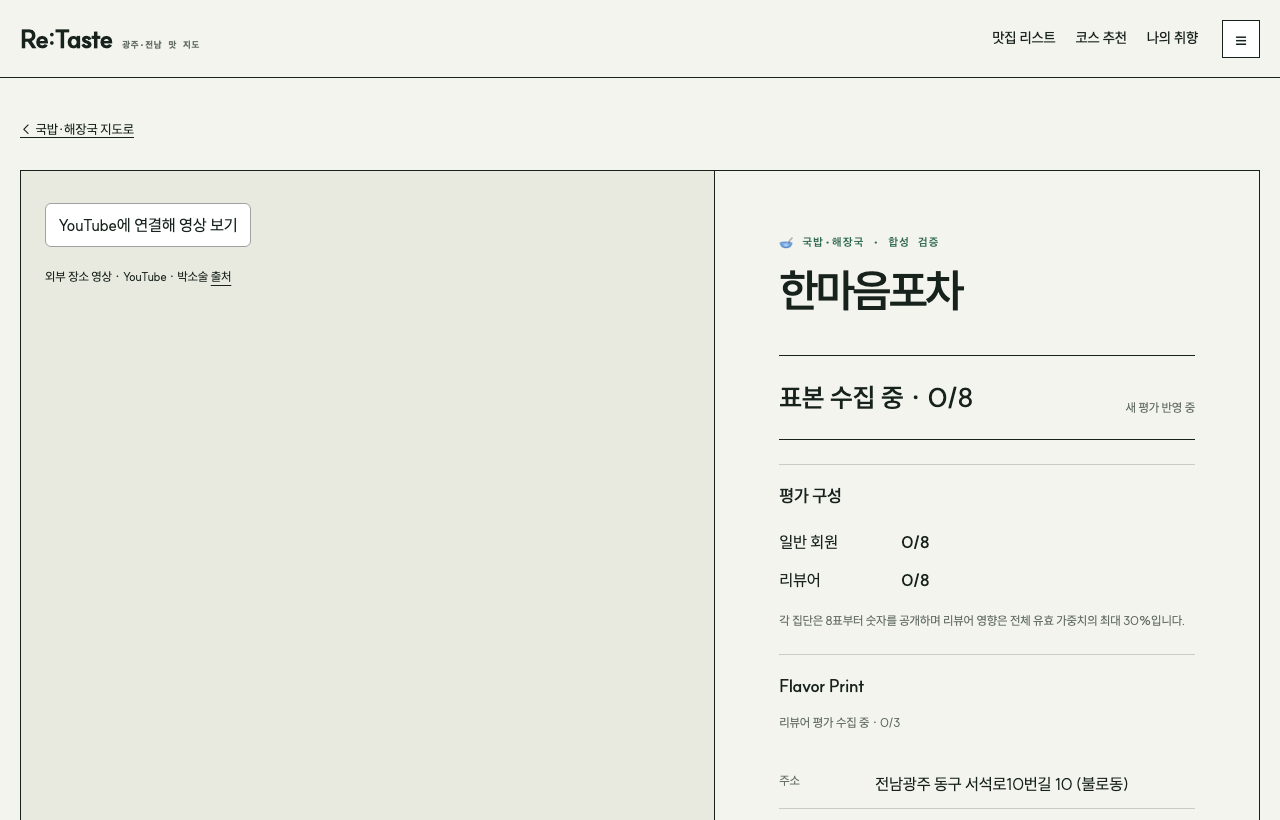 Re:Taste 광주·전남 맛 지도
맛집 리스트 코스 추천 나의 취향
국밥·해장국 지도로
YouTube에 연결해 영상 보기
외부 장소 영상 · YouTube · 박소술 출처
국밥·해장국 · 합성 검증
한마음포차
표본 수집 중 · 0/8
새 평가 반영 중
평가 구성
일반 회원 0/8
리뷰어 0/8
각 집단은 8표부터 숫자를 공개하며 리뷰어 영향은 전체 유효 가중치의 최대 30%입니다.
Flavor Print
리뷰어 평가 수집 중 · 0/3
주소 전남광주 동구 서석로10번길 10 (불로동)